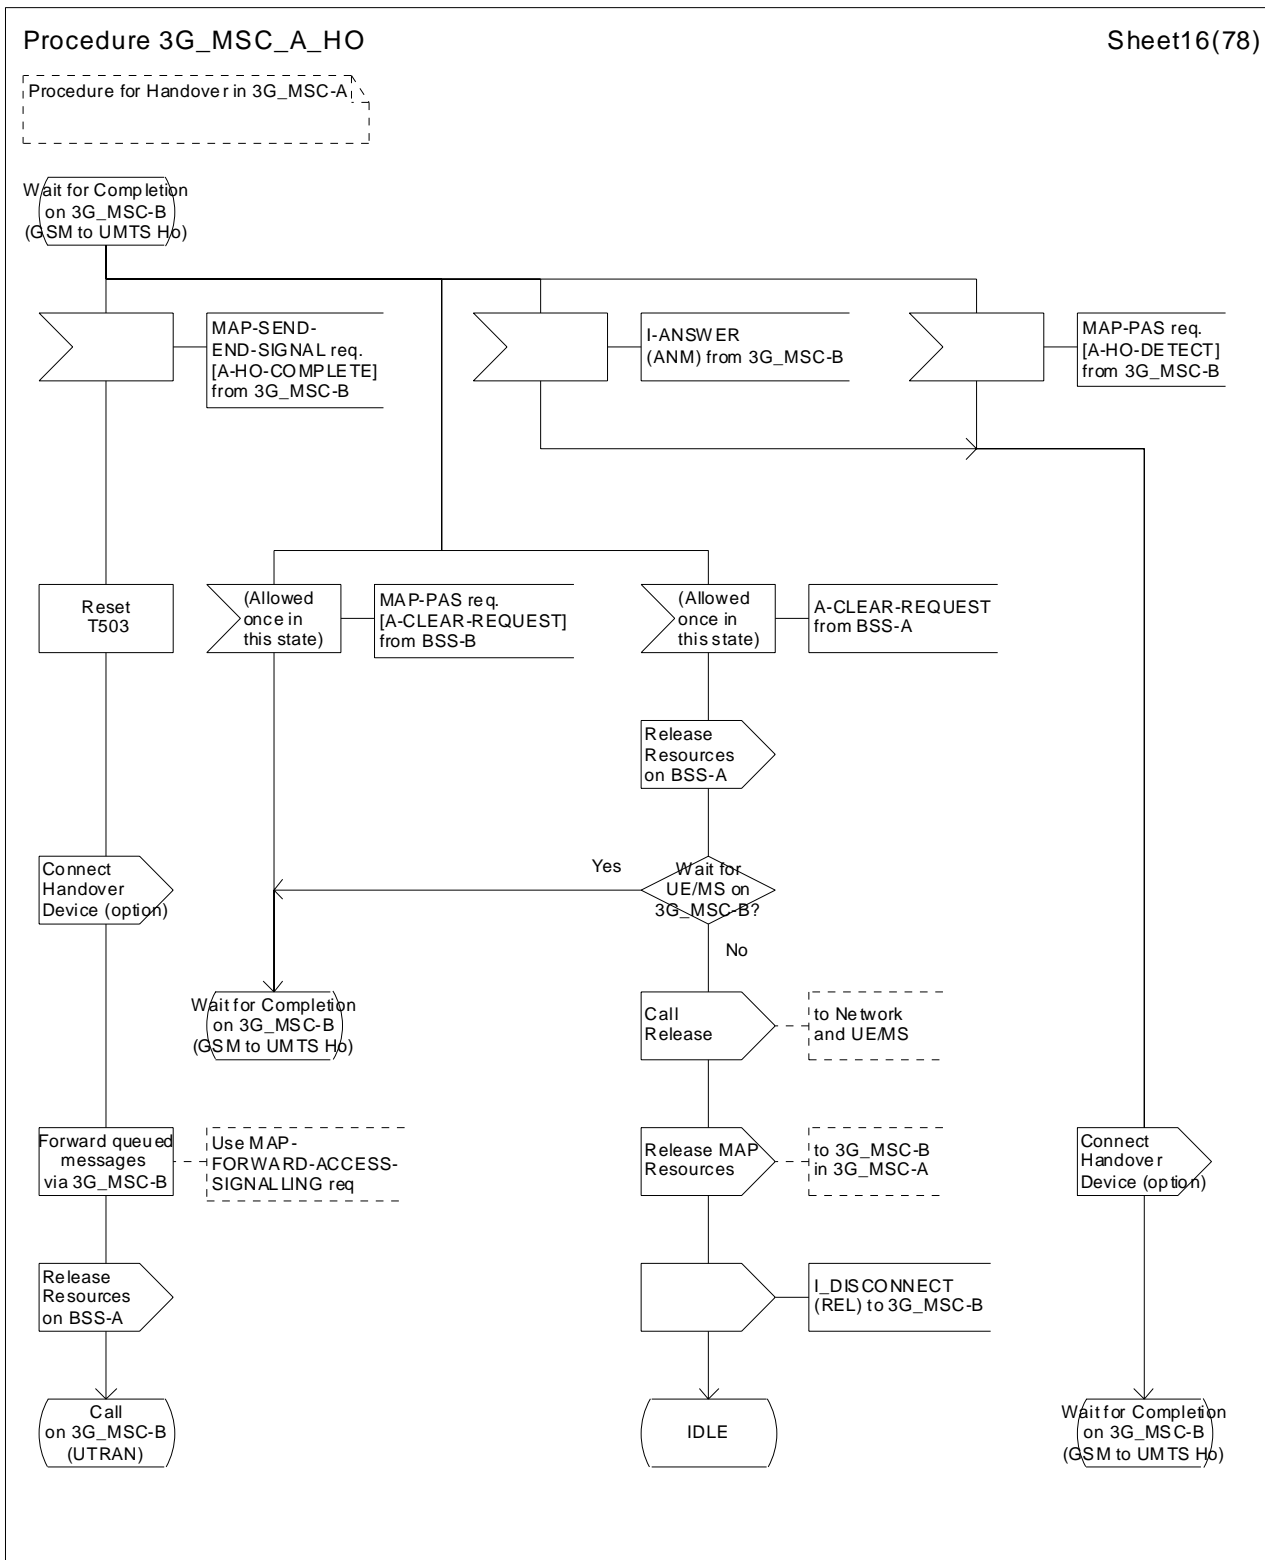 Procedure 3G_MSC_A_HO
Sheet16(78)
Procedure for Handover in 3G_MSC-A
Wait for Completion
on 3G_MSC-B
(GSM to UMTS Ho)
MAP-SEND-
END-SIGNAL req.
[A-HO-COMPLETE]
from 3G_MSC-B
I-ANSWER
(ANM) from 3G_MSC-B
MAP-PAS req.
[A-HO-DETECT]
from 3G_MSC-B
Reset
T503
(Allowed
once in
this state)
MAP-PAS req.
[A-CLEAR-REQUEST]
from BSS-B
(Allowed
once in
this state)
A-CLEAR-REQUEST
from BSS-A
Release
Resources
on BSS-A
Connect
Handover
Device (option)
Yes
Wait for
UE/MS on
3G_MSC-B?
No
Wait for Completion
on 3G_MSC-B
(GSM to UMTS Ho)
Call
Release
to Network
and UE/MS
Forward queued
messages
via 3G_MSC-B
Use MAP-
FORWARD-ACCESS-
SIGNALLING req
Release MAP
Resources
to 3G_MSC-B
in 3G_MSC-A
Connect
Handover
Device (option)
Release
Resources
on BSS-A
I_DISCONNECT
(REL) to 3G_MSC-B
Call
on 3G_MSC-B
(UTRAN)
IDLE
Wait for Completion
on 3G_MSC-B
(GSM to UMTS Ho)